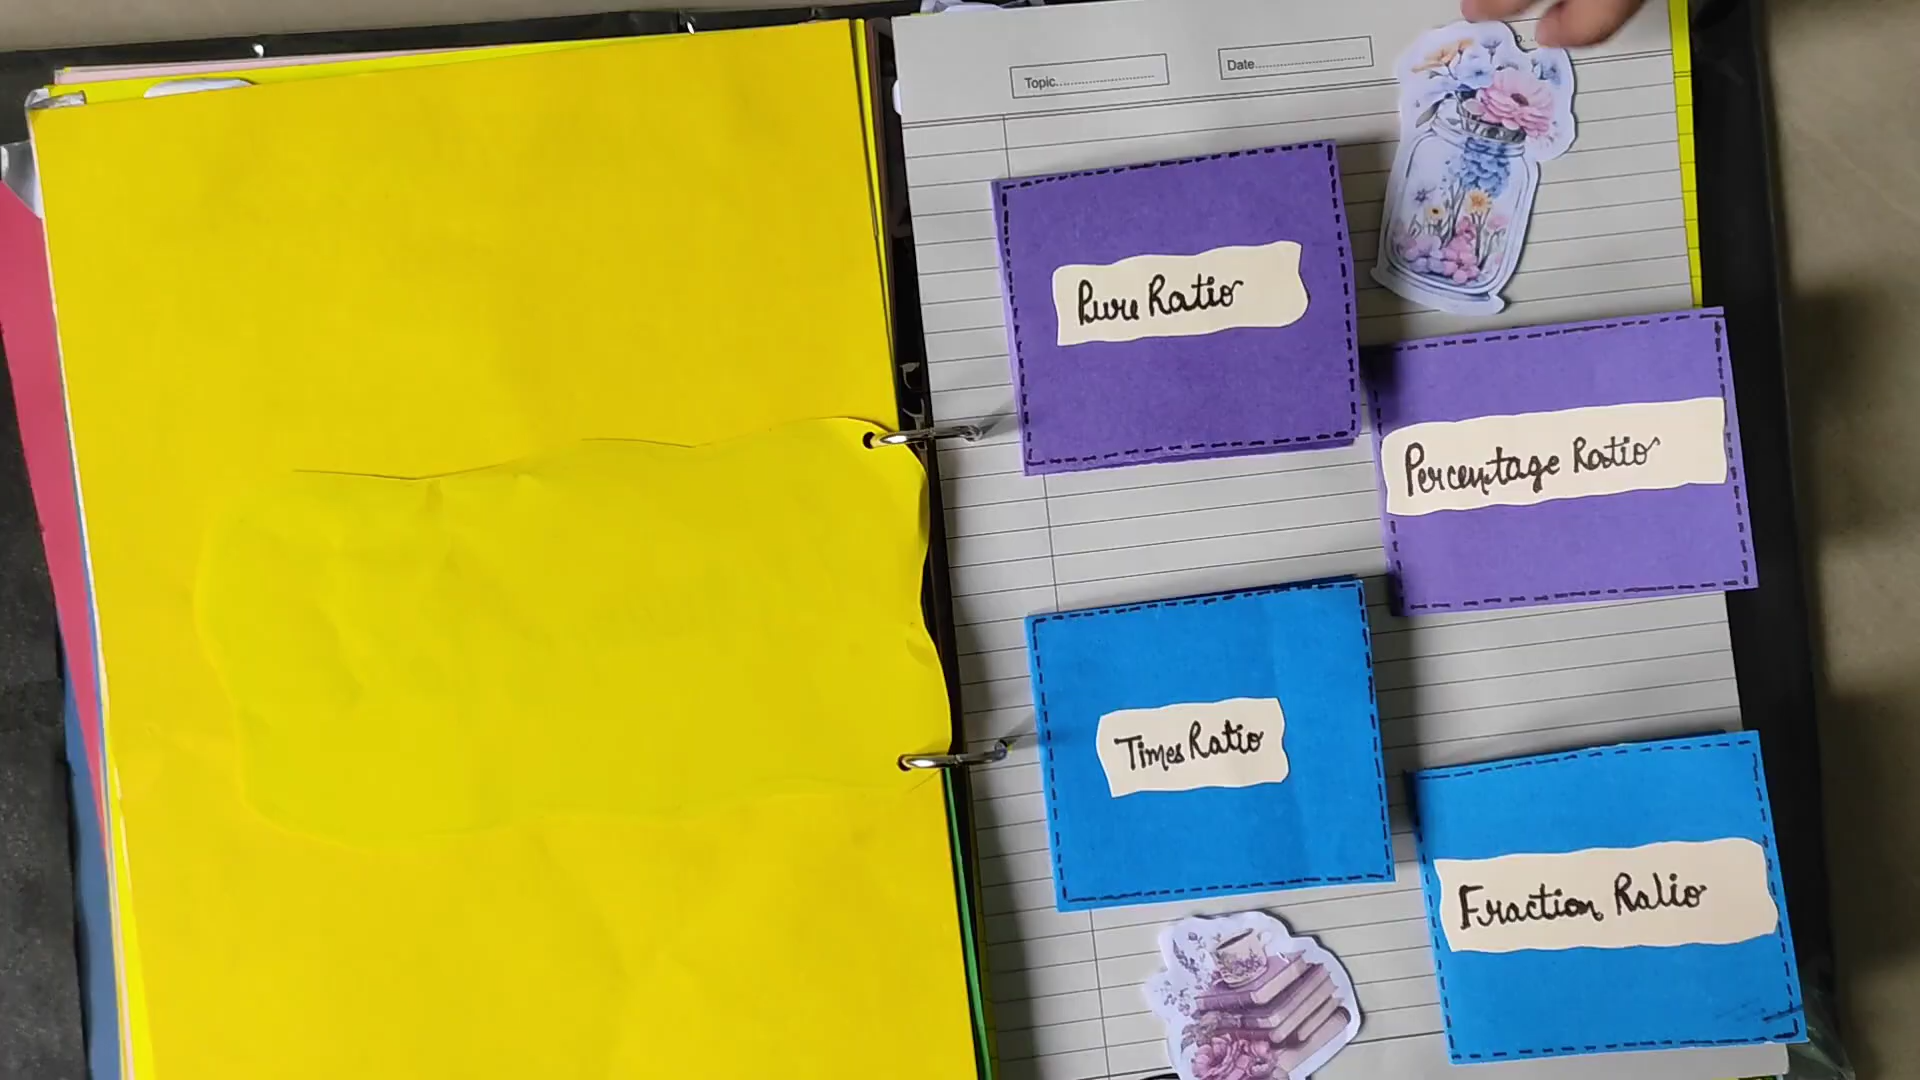 Topic..............................
Date..................................
Pure Ratio
Percentage Ratio
Times Ratio
Fraction Ratio